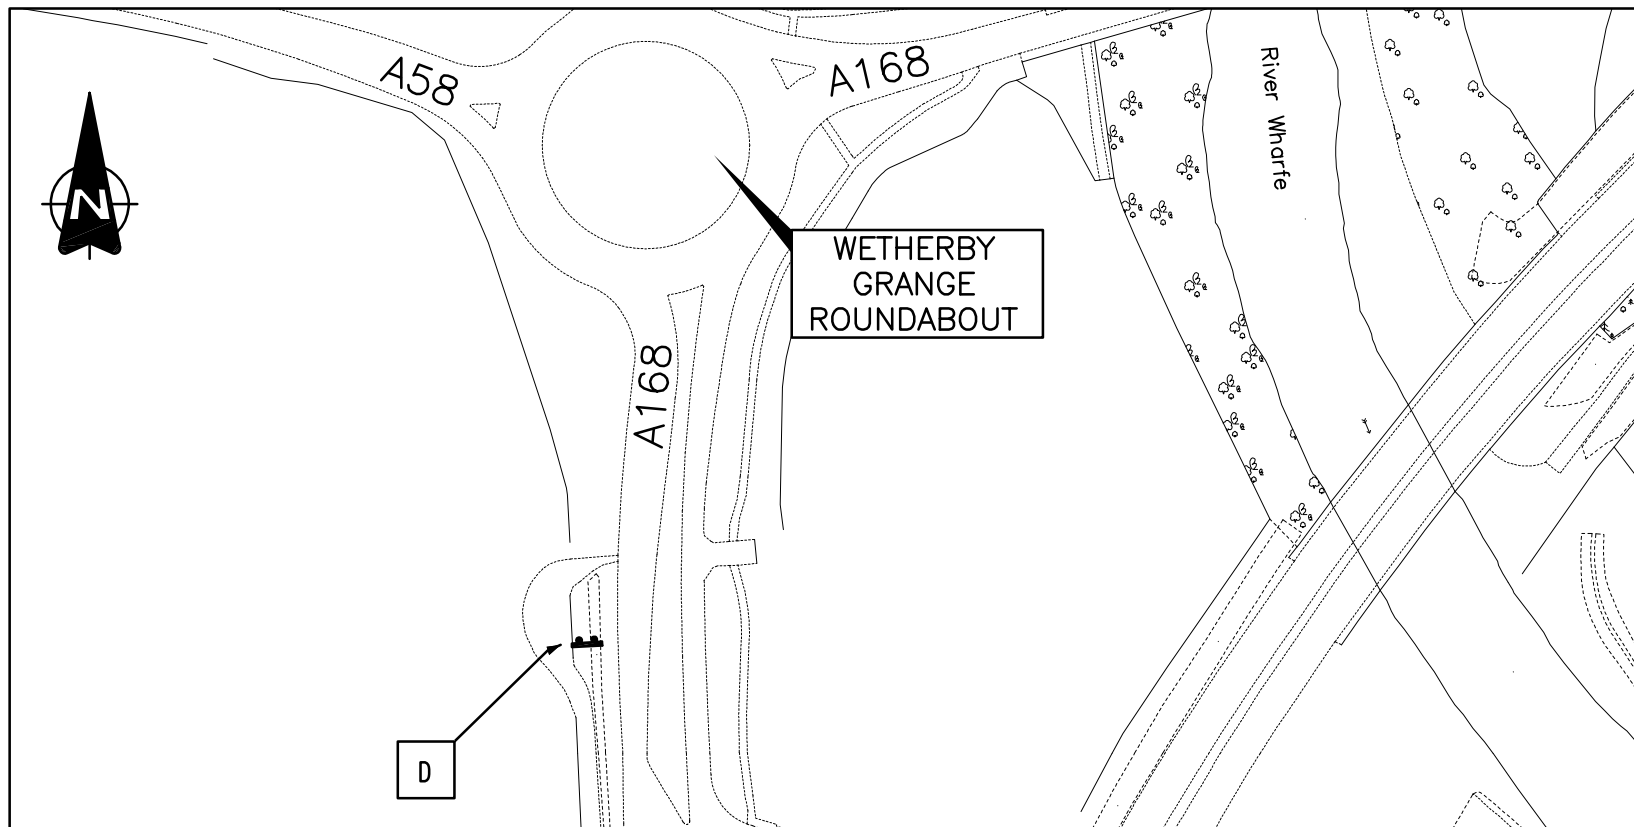 A58
A168
River Wharfe
N
WETHERBY
GRANGE
ROUNDABOUT
A168
D